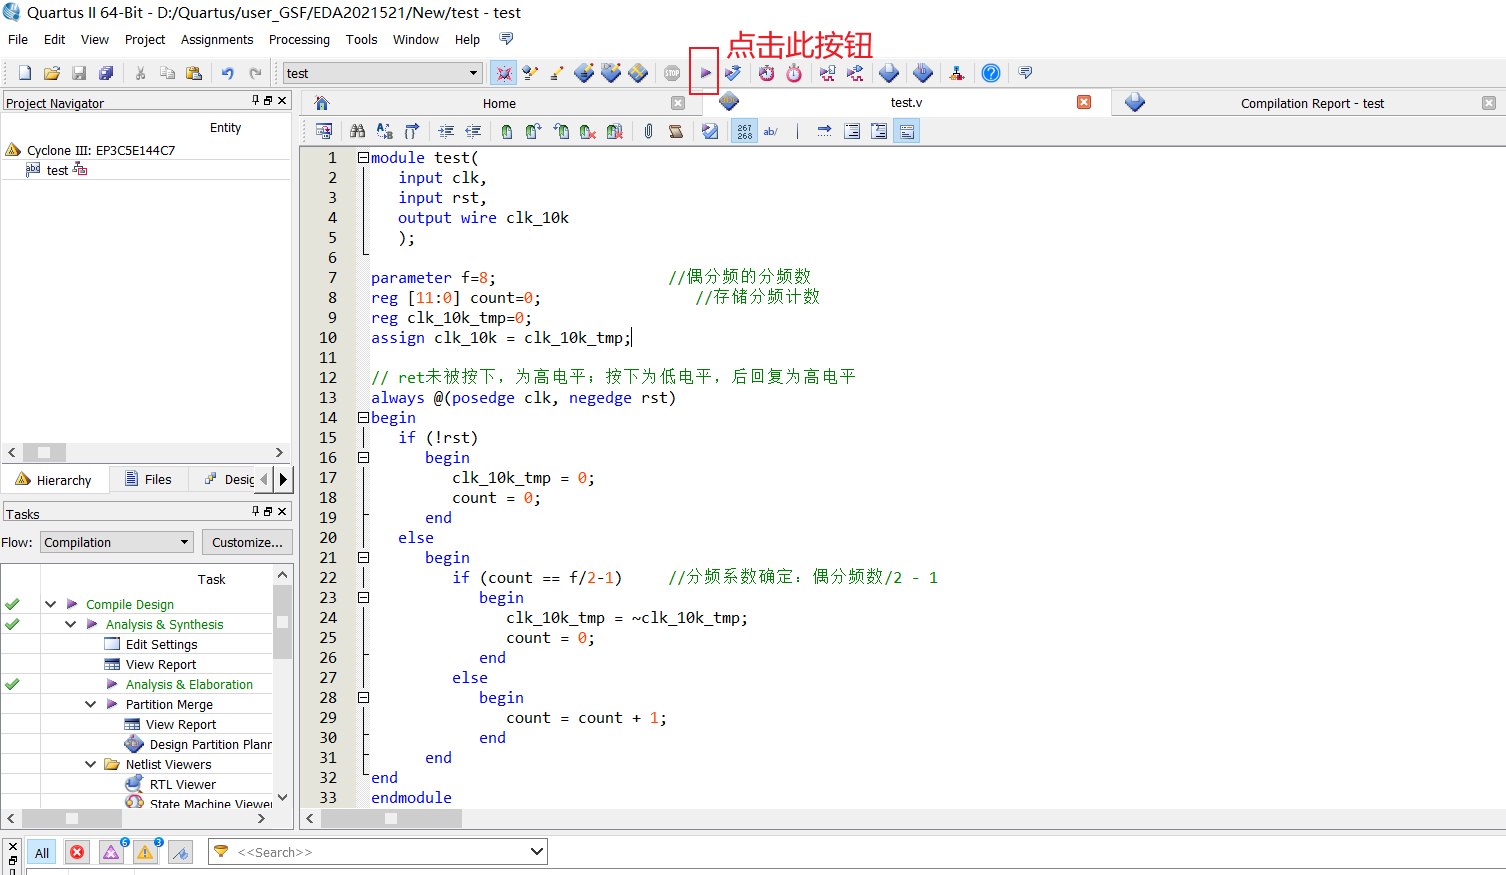 Quartus II 64-Bit - D:/Quartus/user_GSF/EDA2021521/New/test - test
File Edit View Project Assignments Processing Tools Window Help
点击此按钮
test
STOP
Project Navigator
Home
test.v
Compilation Report - test
Entity
267
268
ab/
Cyclone III: EP3C5E144C7
abd test
1 module test(
2 input clk,
3 input rst,
4 output wire clk_10k
5 );
6
7 parameter f=8; //偶分频的分频数
8 reg [11:0] count=0; //存储分频计数
9 reg clk_10k_tmp=0;
10 assign clk_10k = clk_10k_tmp;
11
12 // ret未被按下，为高电平；按下为低电平，后回复为高电平
13 always @(posedge clk, negedge rst)
14 begin
15 if (!rst)
16 begin
17 clk_10k_tmp = 0;
18 count = 0;
19 end
20 else
21 begin
22 if (count == f/2-1) //分频系数确定：偶分频数/2 - 1
23 begin
24 clk_10k_tmp = ~clk_10k_tmp;
25 count = 0;
26 end
27 else
28 begin
29 count = count + 1;
30 end
31 end
32 end
33 endmodule
Hierarchy Files Desig
Tasks
Flow: Compilation Customize...
Task
Compile Design
Analysis & Synthesis
Edit Settings
View Report
Analysis & Elaboration
Partition Merge
View Report
Design Partition Plann
Netlist Viewers
RTL Viewer
State Machine Viewer
All 6 3 <<Search>>